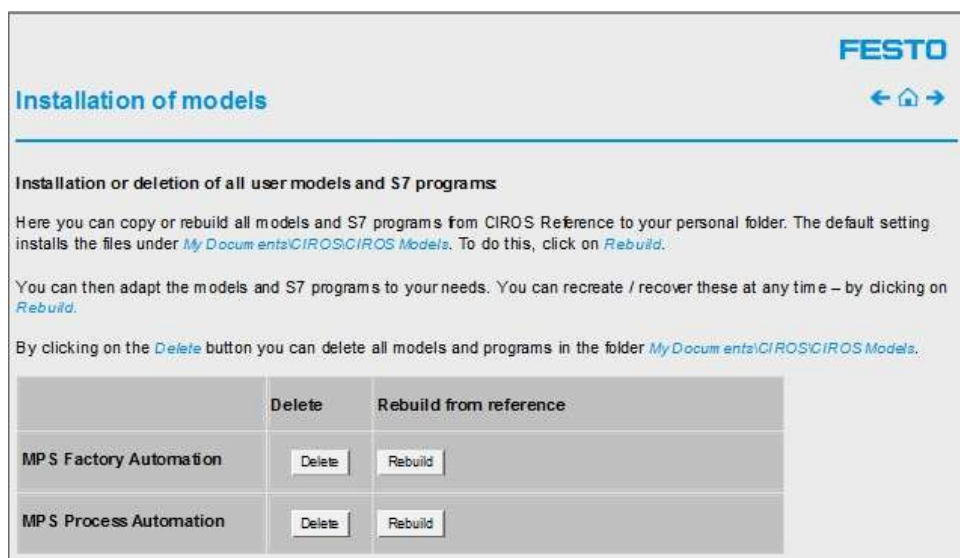 FESTO
Installation of models
Installation or deletion of all user models and S7 programs:
Here you can copy or rebuild all models and S7 programs from CIROS Reference to your personal folder. The default setting
installs the files under My Documents\CIROS\CIROS Models. To do this, click on Rebuild.
You can then adapt the models and S7 programs to your needs. You can recreate / recover these at any time – by clicking on
Rebuild.
By clicking on the Delete button you can delete all models and programs in the folder My Documents\CIROS\CIROS Models.
Delete Rebuild from reference
MPS Factory Automation Delete Rebuild
MPS Process Automation Delete Rebuild